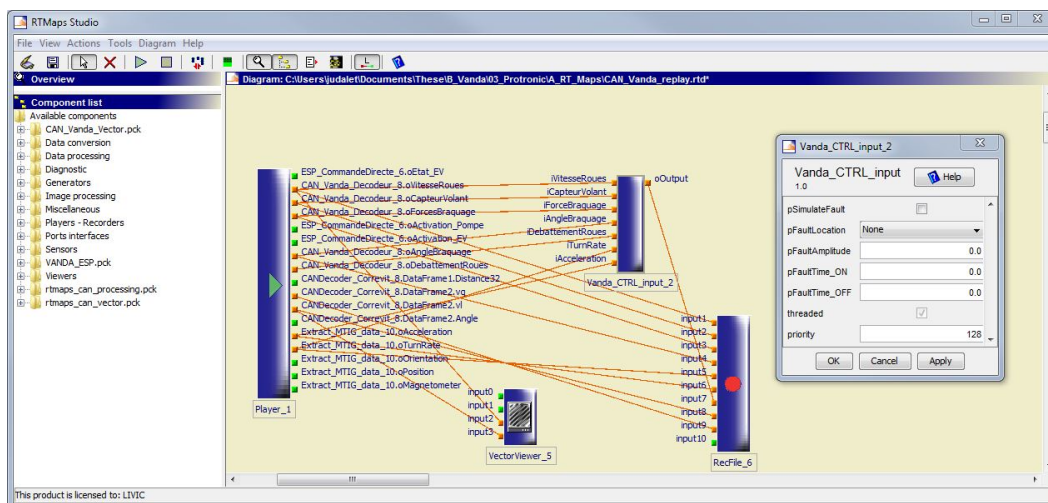 RTMaps Studio
File View Actions Tools Diagram Help
Overview
Diagram: C:\Users\judalet\Documents\These\B_Vanda\03_Protronic\A_RT_Maps\CAN_Vanda_replay.rtd*
Component list
Available components
CAN_Vanda_Vector.pck
Data conversion
Data processing
Diagnostic
Generators
Image processing
Miscellaneous
Players - Recorders
Ports interfaces
Sensors
VANDA_ESP.pck
Viewers
rtmaps_can_processing.pck
rtmaps_can_vector.pck
ESP_CommandeDirecte_6.oEtat_EV
CAN_Vanda_Decodeur_8.oVitesseRoues
CAN_Vanda_Decodeur_8.oCapteurVolant
CAN_Vanda_Decodeur_8.oForcesBraquage
ESP_CommandeDirecte_6.oActivation_Pompe
ESP_CommandeDirecte_6.oActivation_EV
CAN_Vanda_Decodeur_8.oAngleBraquage
CAN_Vanda_Decodeur_8.oDebattementRoues
CANDecoder_Correvit_8.DataFrame1.Distance32
CANDecoder_Correvit_8.DataFrame2.vq
CANDecoder_Correvit_8.DataFrame2.vl
CANDecoder_Correvit_8.DataFrame2.Angle
Extract_MTIG_data_10.oAcceleration
Extract_MTIG_data_10.oTurnRate
Extract_MTIG_data_10.oOrientation
Extract_MTIG_data_10.oPosition
Extract_MTIG_data_10.oMagnetometer
Player_1
iVitesseRoues
iCapteurVolant
iForceBraquage
iAngleBraquage
iDebattementRoues
iTurnRate
iAcceleration
oOutput
Vanda_CTRL_input_2
input0
input1
input2
input3
VectorViewer_5
input1
input2
input3
input4
input5
input6
input7
input8
input9
input10
RecFile_6
Vanda_CTRL_input_2
Vanda_CTRL_input
1.0
Help
pSimulateFault
pFaultLocation None
pFaultAmplitude 0.0
pFaultTime_ON 0.0
pFaultTime_OFF 0.0
threaded
priority 128
OK Cancel Apply
This product is licensed to: LIVIC